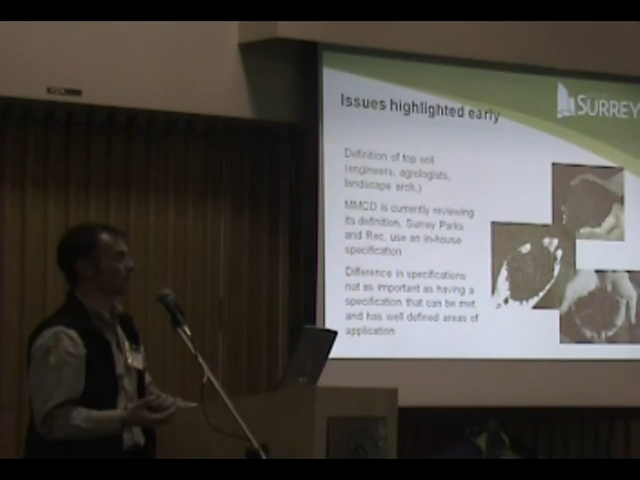 Issues highlighted early
SURREY
Definition of top soil
(engineers, agrologists,
landscape arch.)
MMCD is currently reviewing
its definition, Surrey Parks
and Rec. use an in-house
specification
Difference in specifications
not as important as having a
specification that can be met
and has well defined areas of
application